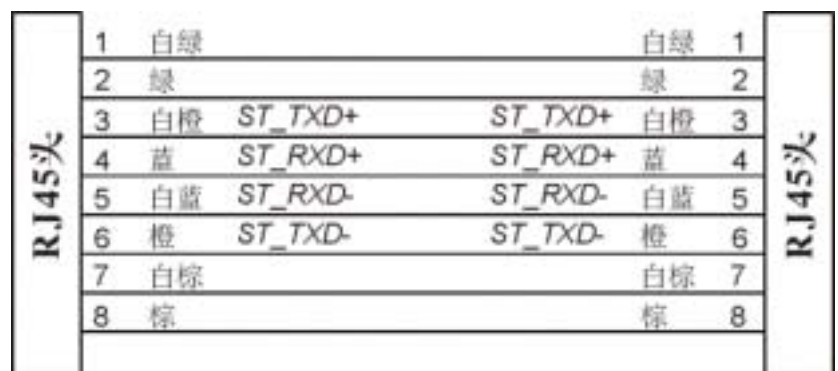 RJ45头
1 白绿 白绿 1
2 绿 绿 2
3 白橙 ST_TXD+ ST_TXD+ 白橙 3
4 蓝 ST_RXD+ ST_RXD+ 蓝 4
5 白蓝 ST_RXD- ST_RXD- 白蓝 5
6 橙 ST_TXD- ST_TXD- 橙 6
7 白棕 白棕 7
8 棕 棕 8
RJ45头